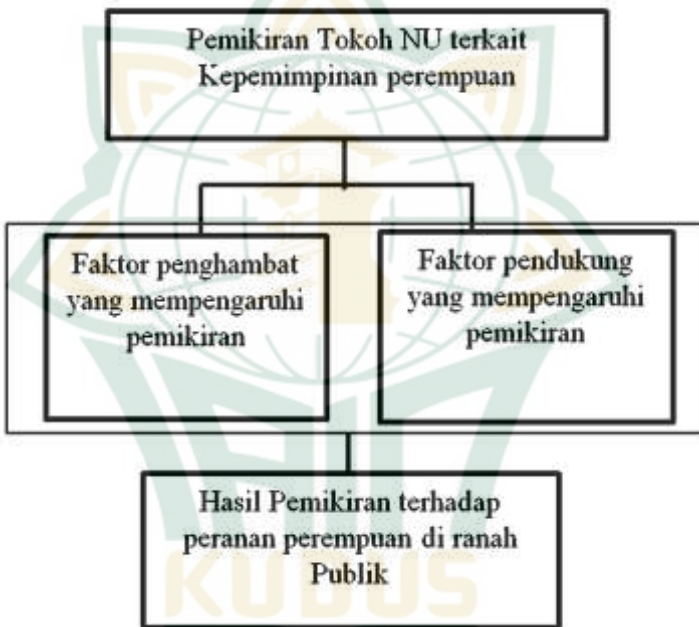 Pemikiran Tokoh NU terkait
Kepemimpinan perempuan
Faktor penghambat
yang mempengaruhi
pemikiran
Faktor pendukung
yang mempengaruhi
pemikiran
Hasil Pemikiran terhadap
peranan perempuan di ranah
Publik
KUDUS